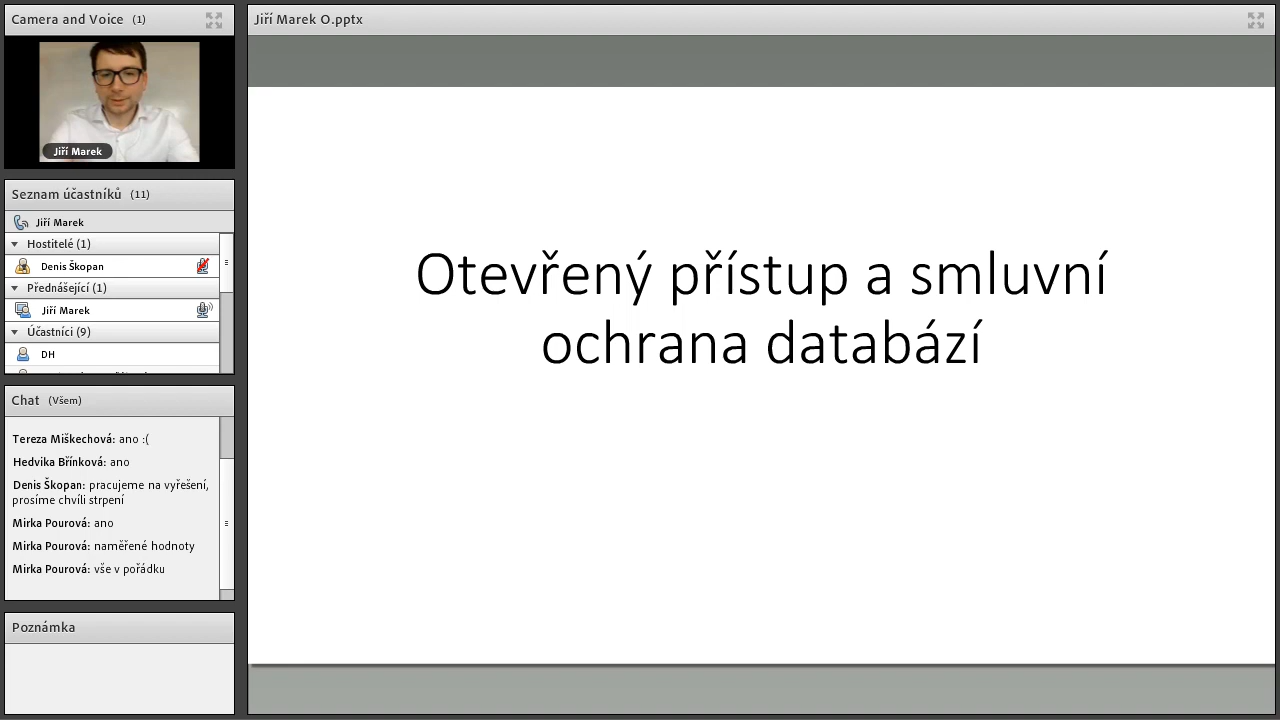 Camera and Voice (1)
Jiří Marek
Seznam účastníků (11)
Jiří Marek
Hostitelé (1)
Denis Škopan
Přednášející (1)
Jiří Marek
Účastníci (9)
DH
Chat (Všem)
Tereza Miškechová: ano :(
Hedvika Břínková: ano
Denis Škopan: pracujeme na vyřešení,
prosíme chvíli strpení
Mirka Pourová: ano
Mirka Pourová: naměřené hodnoty
Mirka Pourová: vše v pořádku
Poznámka
Jiří Marek O.pptx
Otevřený přístup a smluvní
ochrana databází